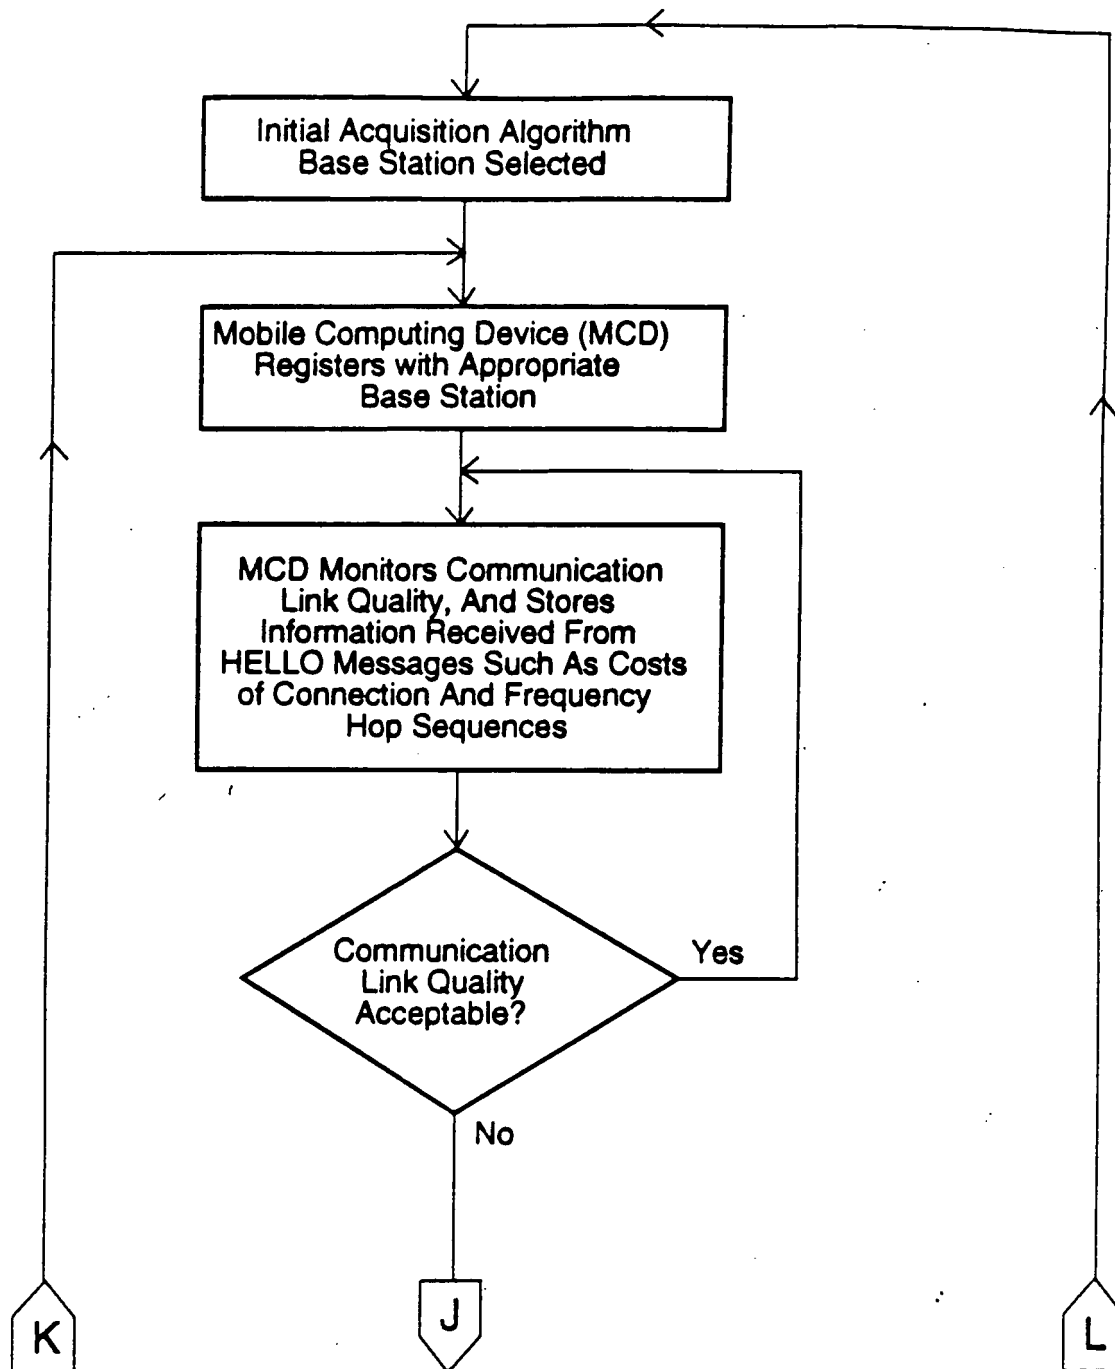 Initial Acquisition Algorithm
Base Station Selected
Mobile Computing Device (MCD)
Registers with Appropriate
Base Station
MCD Monitors Communication
Link Quality, And Stores
Information Received From
HELLO Messages Such As Costs
of Connection And Frequency
Hop Sequences
Communication
Link Quality
Acceptable?
Yes
No
K
J
L